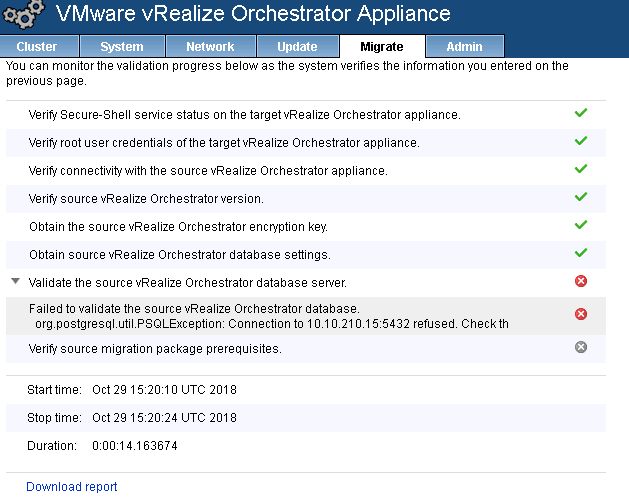 VMware vRealize Orchestrator Appliance
Cluster System Network Update Migrate Admin
You can monitor the validation progress below as the system verifies the information you entered on the
previous page.
Verify Secure-Shell service status on the target vRealize Orchestrator appliance.
Verify root user credentials of the target vRealize Orchestrator appliance.
Verify connectivity with the source vRealize Orchestrator appliance.
Verify source vRealize Orchestrator version.
Obtain the source vRealize Orchestrator encryption key.
Obtain source vRealize Orchestrator database settings.
Validate the source vRealize Orchestrator database server.
Failed to validate the source vRealize Orchestrator database.
org.postgresql.util.PSQLException: Connection to 10.10.210.15:5432 refused. Check th
Verify source migration package prerequisites.
Start time: Oct 29 15:20:10 UTC 2018
Stop time: Oct 29 15:20:24 UTC 2018
Duration: 0:00:14.163674
Download report